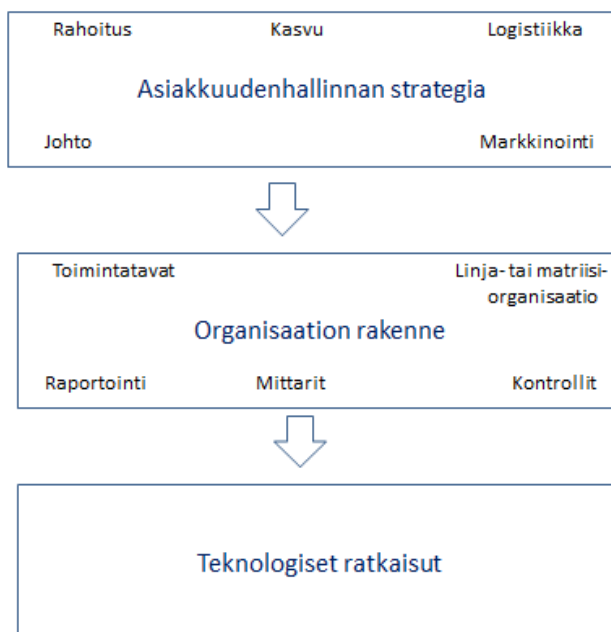 Rahoitus Kasvu Logistiikka
Asiakkuudenhallinnan strategia
Johto Markkinointi
Toimintatavat Linja- tai matriisi-
organisaatio
Organisaation rakenne
Raportointi Mittarit Kontrollit
Teknologiset ratkaisut